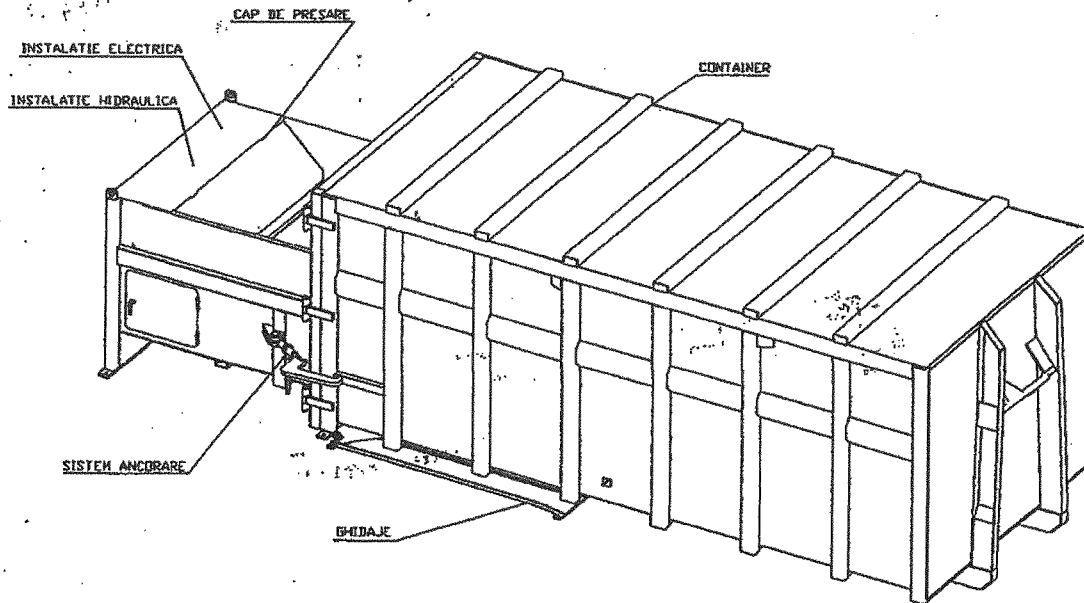 CAP DE PRESARE
INSTALATIE ELECTRICA
CONTAINER
INSTALATIE HIDRAULICA
SISTEM ANCORARE
GHIDAJE